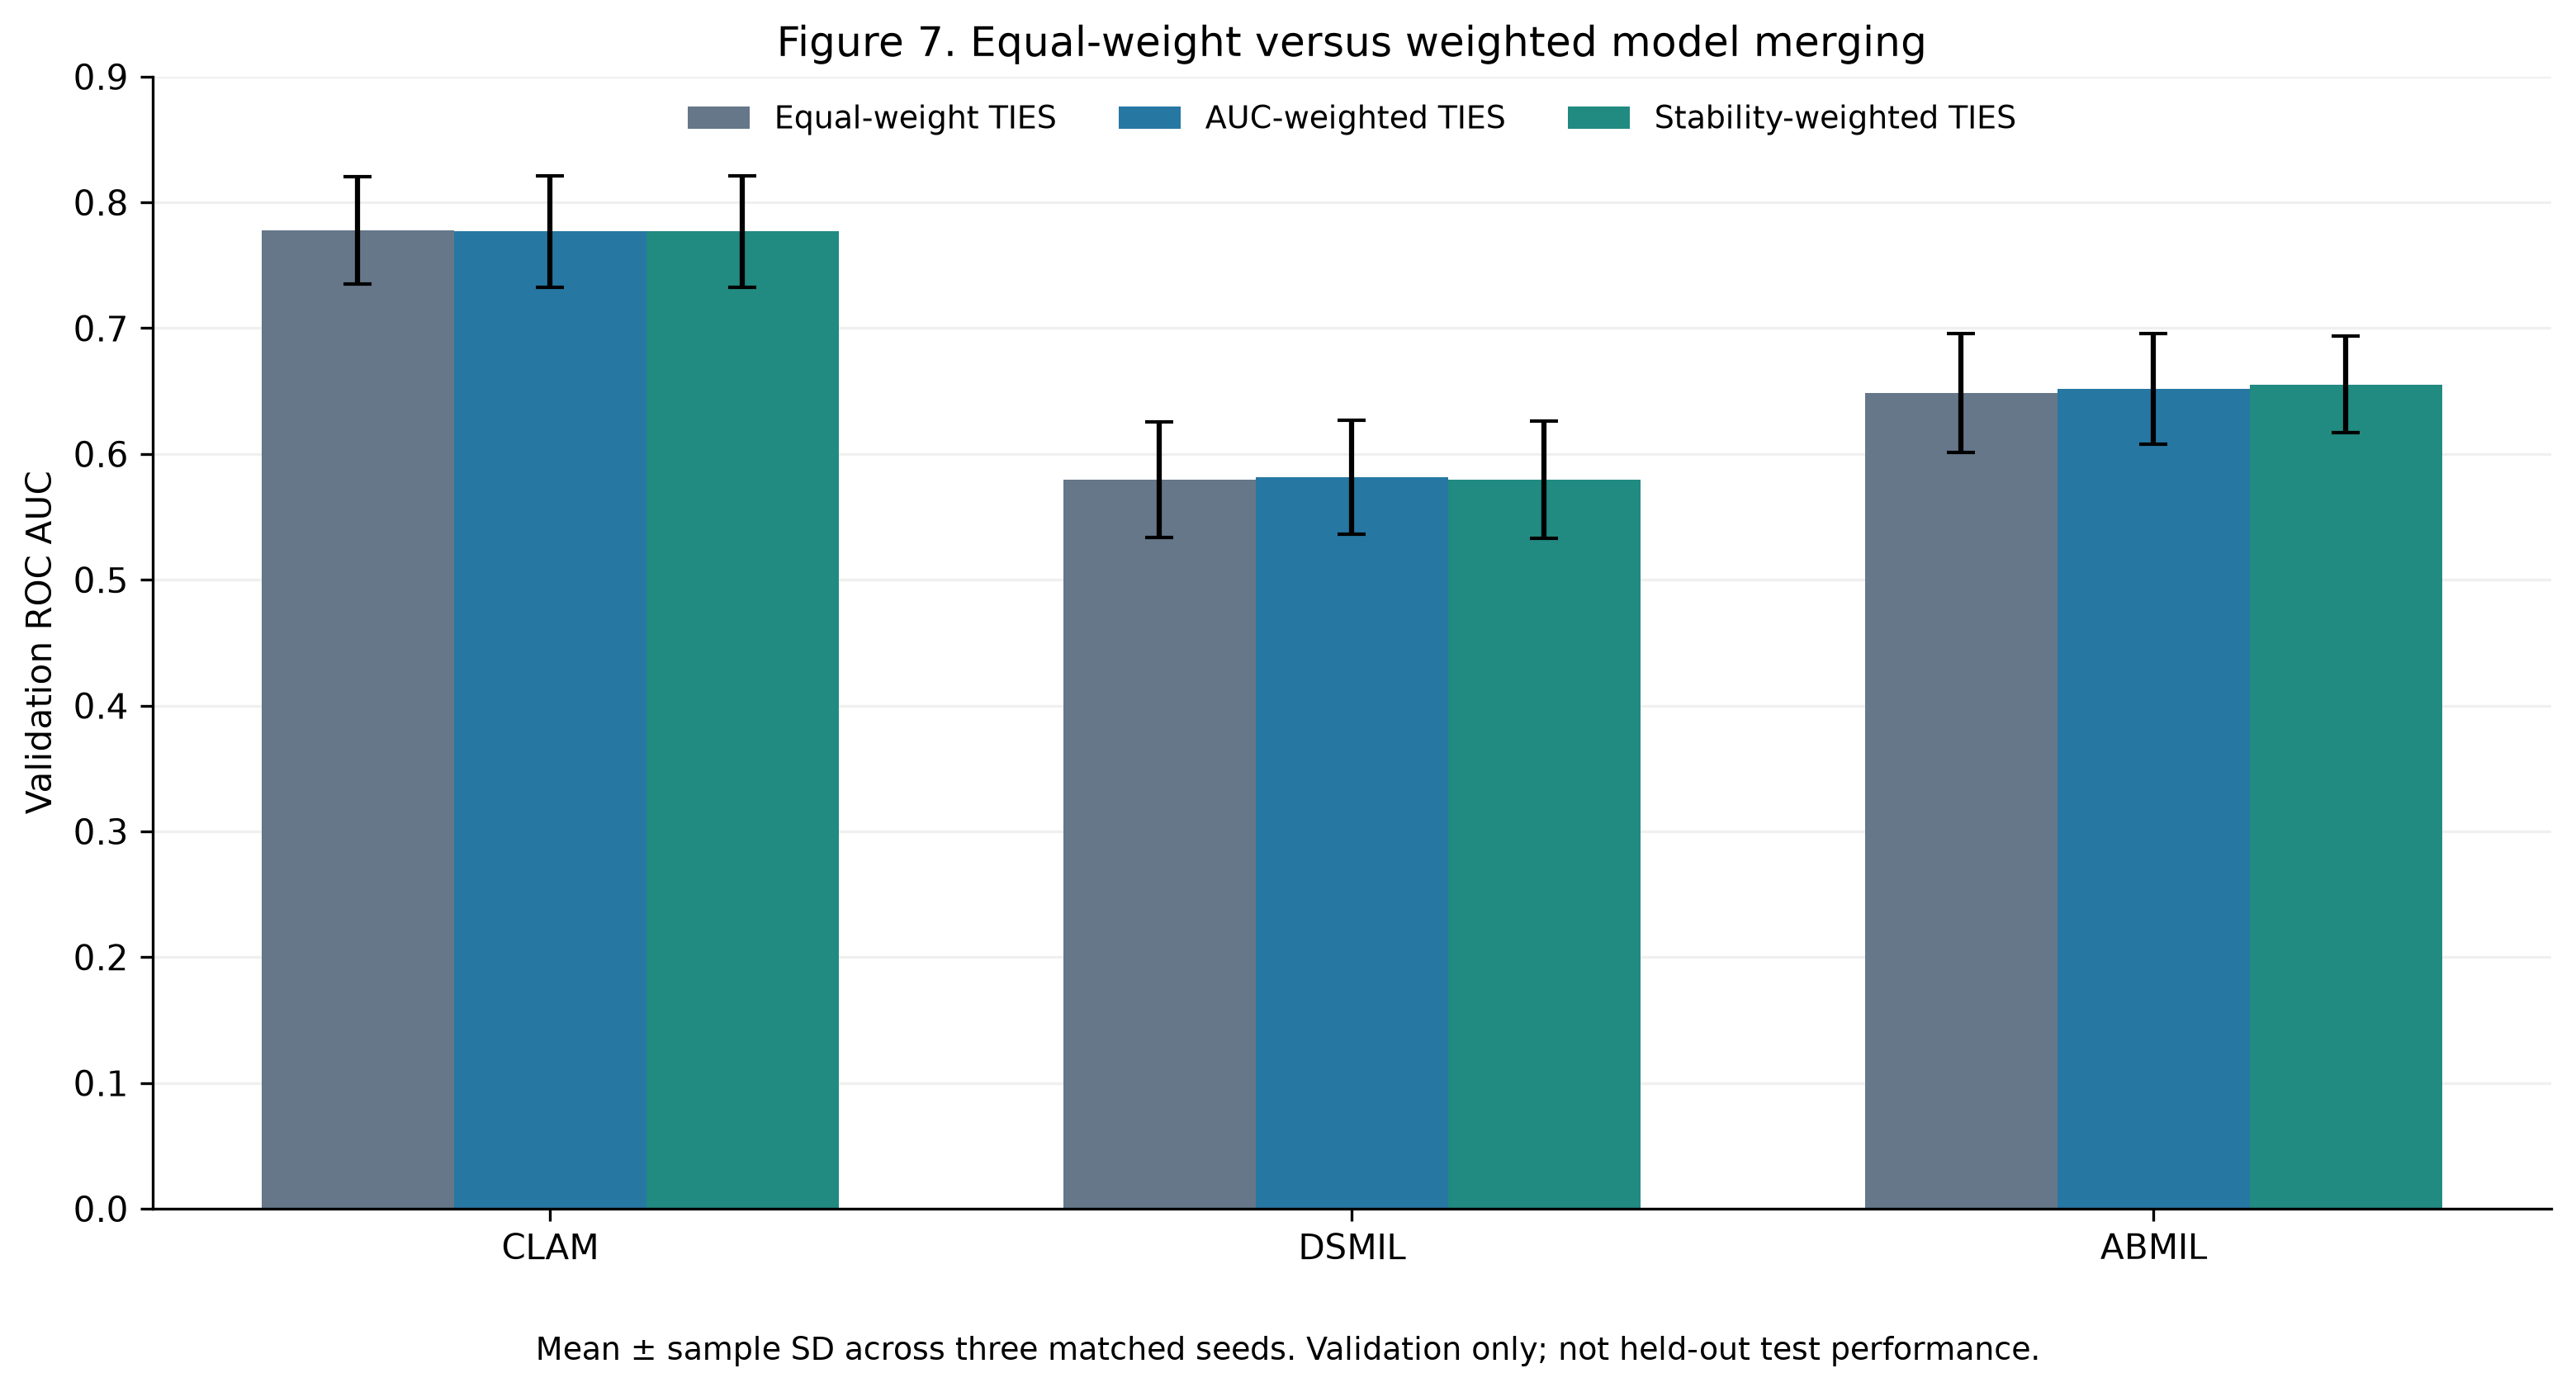 Figure 7. Equal-weight versus weighted model merging
Equal-weight TIES
AUC-weighted TIES
Stability-weighted TIES
Validation ROC AUC
0.9
0.8
0.7
0.6
0.5
0.4
0.3
0.2
0.1
0.0
CLAM
DSMIL
ABMIL
Mean ± sample SD across three matched seeds. Validation only; not held-out test performance.